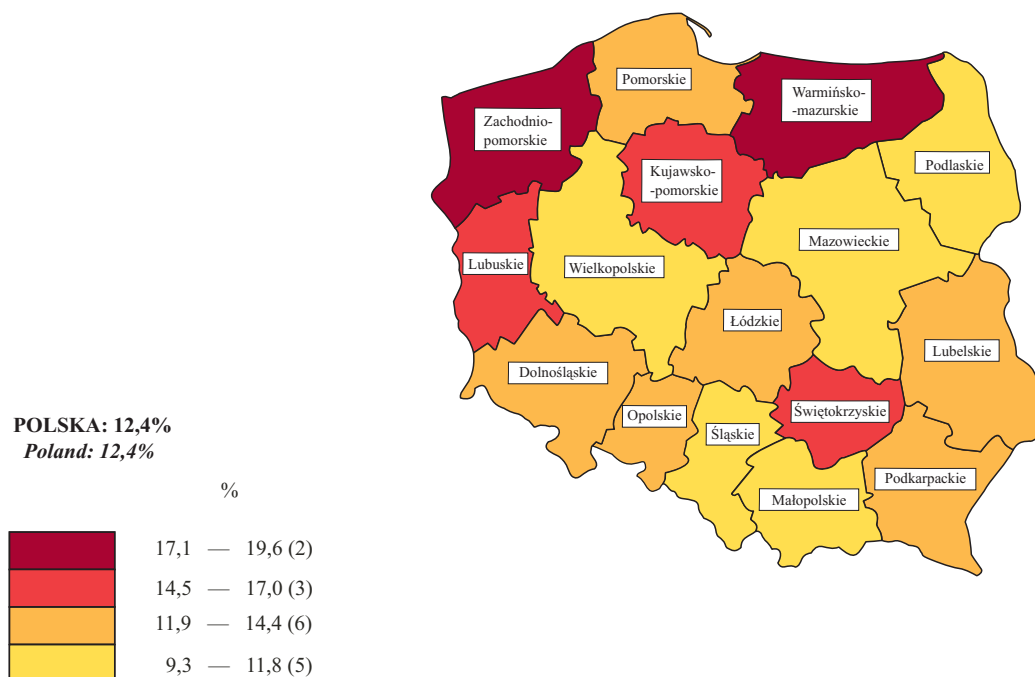 Pomorskie
Warmińsko-
-mazurskie
Zachodnio-
pomorskie
Podlaskie
Kujawsko-
-pomorskie
Mazowieckie
Lubuskie
Wielkopolskie
Łódzkie
Lubelskie
Dolnośląskie
Opolskie
Świętokrzyskie
Śląskie
Podkarpackie
Małopolskie
POLSKA: 12,4%
Poland: 12,4%
%
17,1 — 19,6 (2)
14,5 — 17,0 (3)
11,9 — 14,4 (6)
9,3 — 11,8 (5)